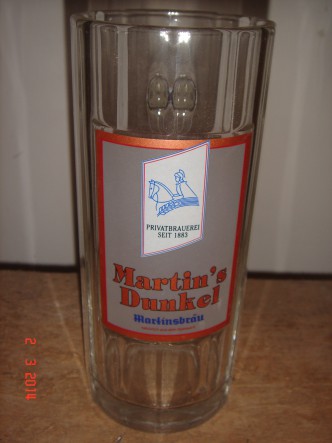 PRIVATBRAUEREI
SEIT 1883
Martin's
Dunkel
Martinsbräu
2 3 2014